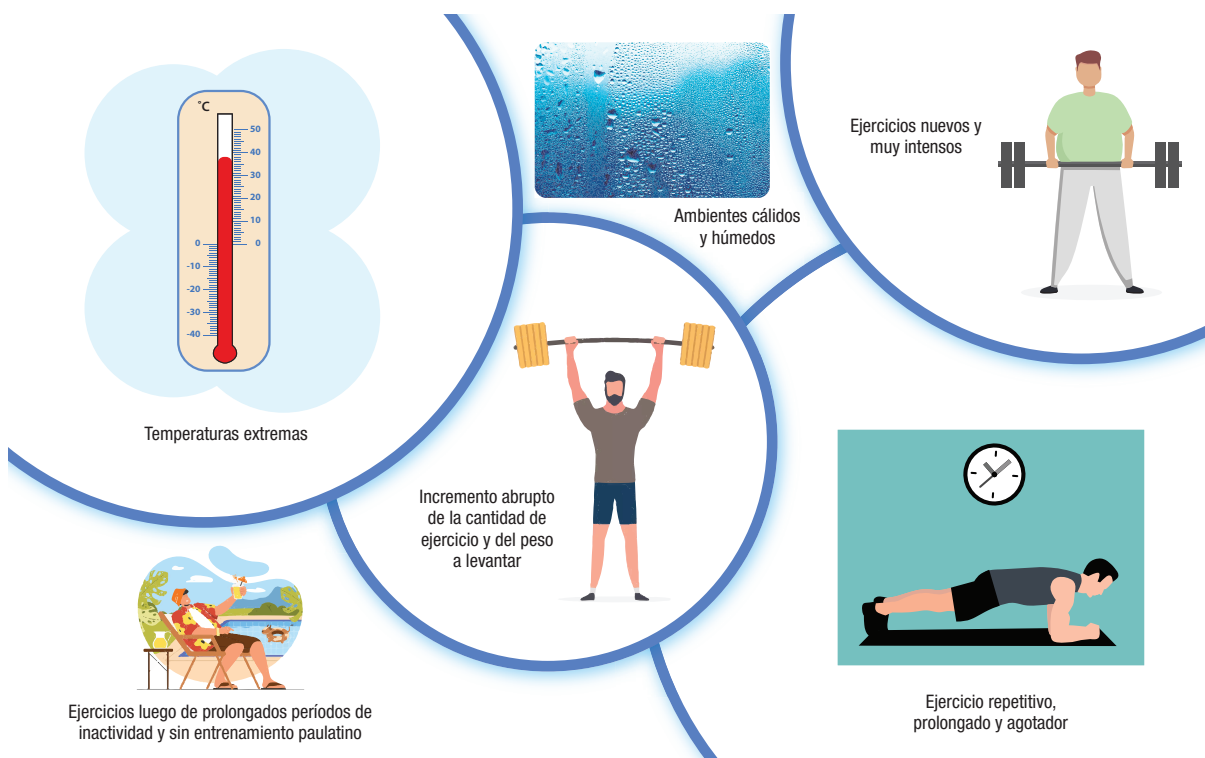 °C
50
40
30
20
10
0
0
-10
-20
-30
-40
Temperaturas extremas
Ambientes cálidos
y húmedos
Ejercicios nuevos y
muy intensos
Incremento abrupto
de la cantidad de
ejercicio y del peso
a levantar
Ejercicios luego de prolongados períodos de
inactividad y sin entrenamiento paulatino
Ejercicio repetitivo,
prolongado y agotador